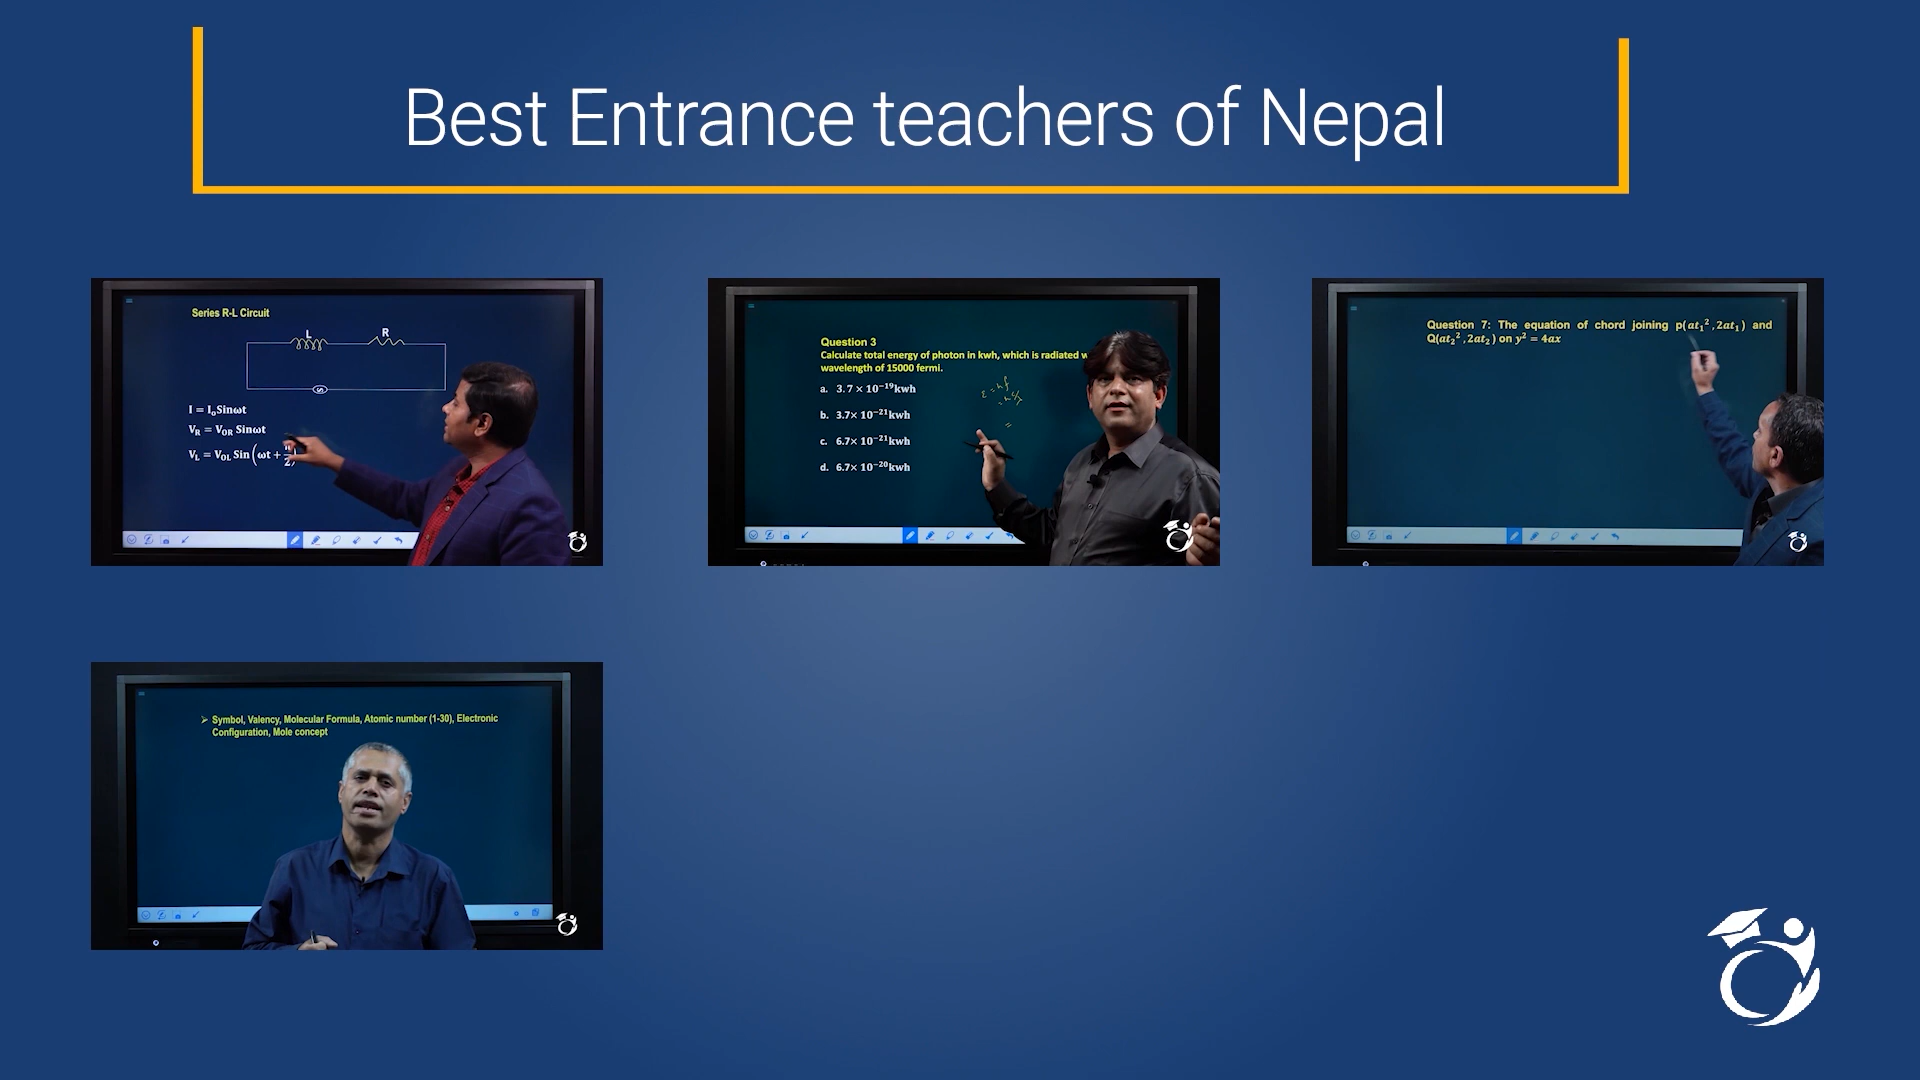 Best Entrance teachers of Nepal
Series R-L Circuit
L
R
I = I₀Sinωt
V_R = V_OR Sinωt
V_L = V_OL Sin (ωt + π/2)
Question 3
Calculate total energy of photon in kwh, which is radiated w
wavelength of 15000 fermi.
a. 3.7 × 10⁻¹⁹kwh
b. 3.7× 10⁻²¹kwh
c. 6.7× 10⁻²¹kwh
d. 6.7× 10⁻²⁰kwh
Question 7: The equation of chord joining p(at₁², 2at₁) and
Q(at₂², 2at₂) on y² = 4ax
➢ Symbol, Valency, Molecular Formula, Atomic number (1-30), Electronic
Configuration, Mole concept